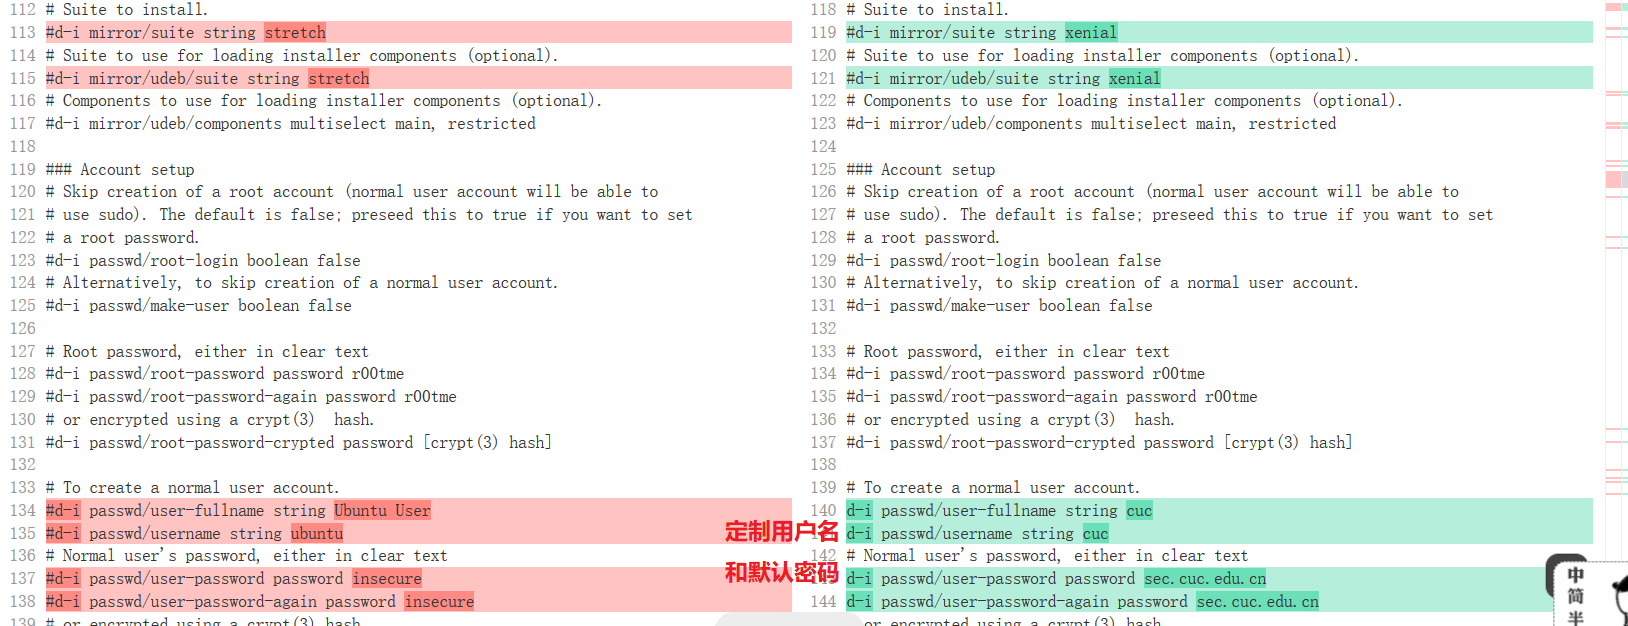 112 # Suite to install.
113 #d-i mirror/suite string stretch
114 # Suite to use for loading installer components (optional).
115 #d-i mirror/udeb/suite string stretch
116 # Components to use for loading installer components (optional).
117 #d-i mirror/udeb/components multiselect main, restricted
118
119 ### Account setup
120 # Skip creation of a root account (normal user account will be able to
121 # use sudo). The default is false; preseed this to true if you want to set
122 # a root password.
123 #d-i passwd/root-login boolean false
124 # Alternatively, to skip creation of a normal user account.
125 #d-i passwd/make-user boolean false
126
127 # Root password, either in clear text
128 #d-i passwd/root-password password r00tme
129 #d-i passwd/root-password-again password r00tme
130 # or encrypted using a crypt(3)  hash.
131 #d-i passwd/root-password-crypted password [crypt(3) hash]
132
133 # To create a normal user account.
134 #d-i passwd/user-fullname string Ubuntu User
135 #d-i passwd/username string ubuntu
136 # Normal user's password, either in clear text
137 #d-i passwd/user-password password insecure
138 #d-i passwd/user-password-again password insecure
139 # or encrypted using a crypt(3) hash
118 # Suite to install.
119 #d-i mirror/suite string xenial
120 # Suite to use for loading installer components (optional).
121 #d-i mirror/udeb/suite string xenial
122 # Components to use for loading installer components (optional).
123 #d-i mirror/udeb/components multiselect main, restricted
124
125 ### Account setup
126 # Skip creation of a root account (normal user account will be able to
127 # use sudo). The default is false; preseed this to true if you want to set
128 # a root password.
129 #d-i passwd/root-login boolean false
130 # Alternatively, to skip creation of a normal user account.
131 #d-i passwd/make-user boolean false
132
133 # Root password, either in clear text
134 #d-i passwd/root-password password r00tme
135 #d-i passwd/root-password-again password r00tme
136 # or encrypted using a crypt(3)  hash.
137 #d-i passwd/root-password-crypted password [crypt(3) hash]
138
139 # To create a normal user account.
140 d-i passwd/user-fullname string cuc
d-i passwd/username string cuc
142 # Normal user's password, either in clear text
d-i passwd/user-password password sec.cuc.edu.cn
144 d-i passwd/user-password-again password sec.cuc.edu.cn
or encrypted using a crypt(3) hash
定制用户名
和默认密码
中
简
半